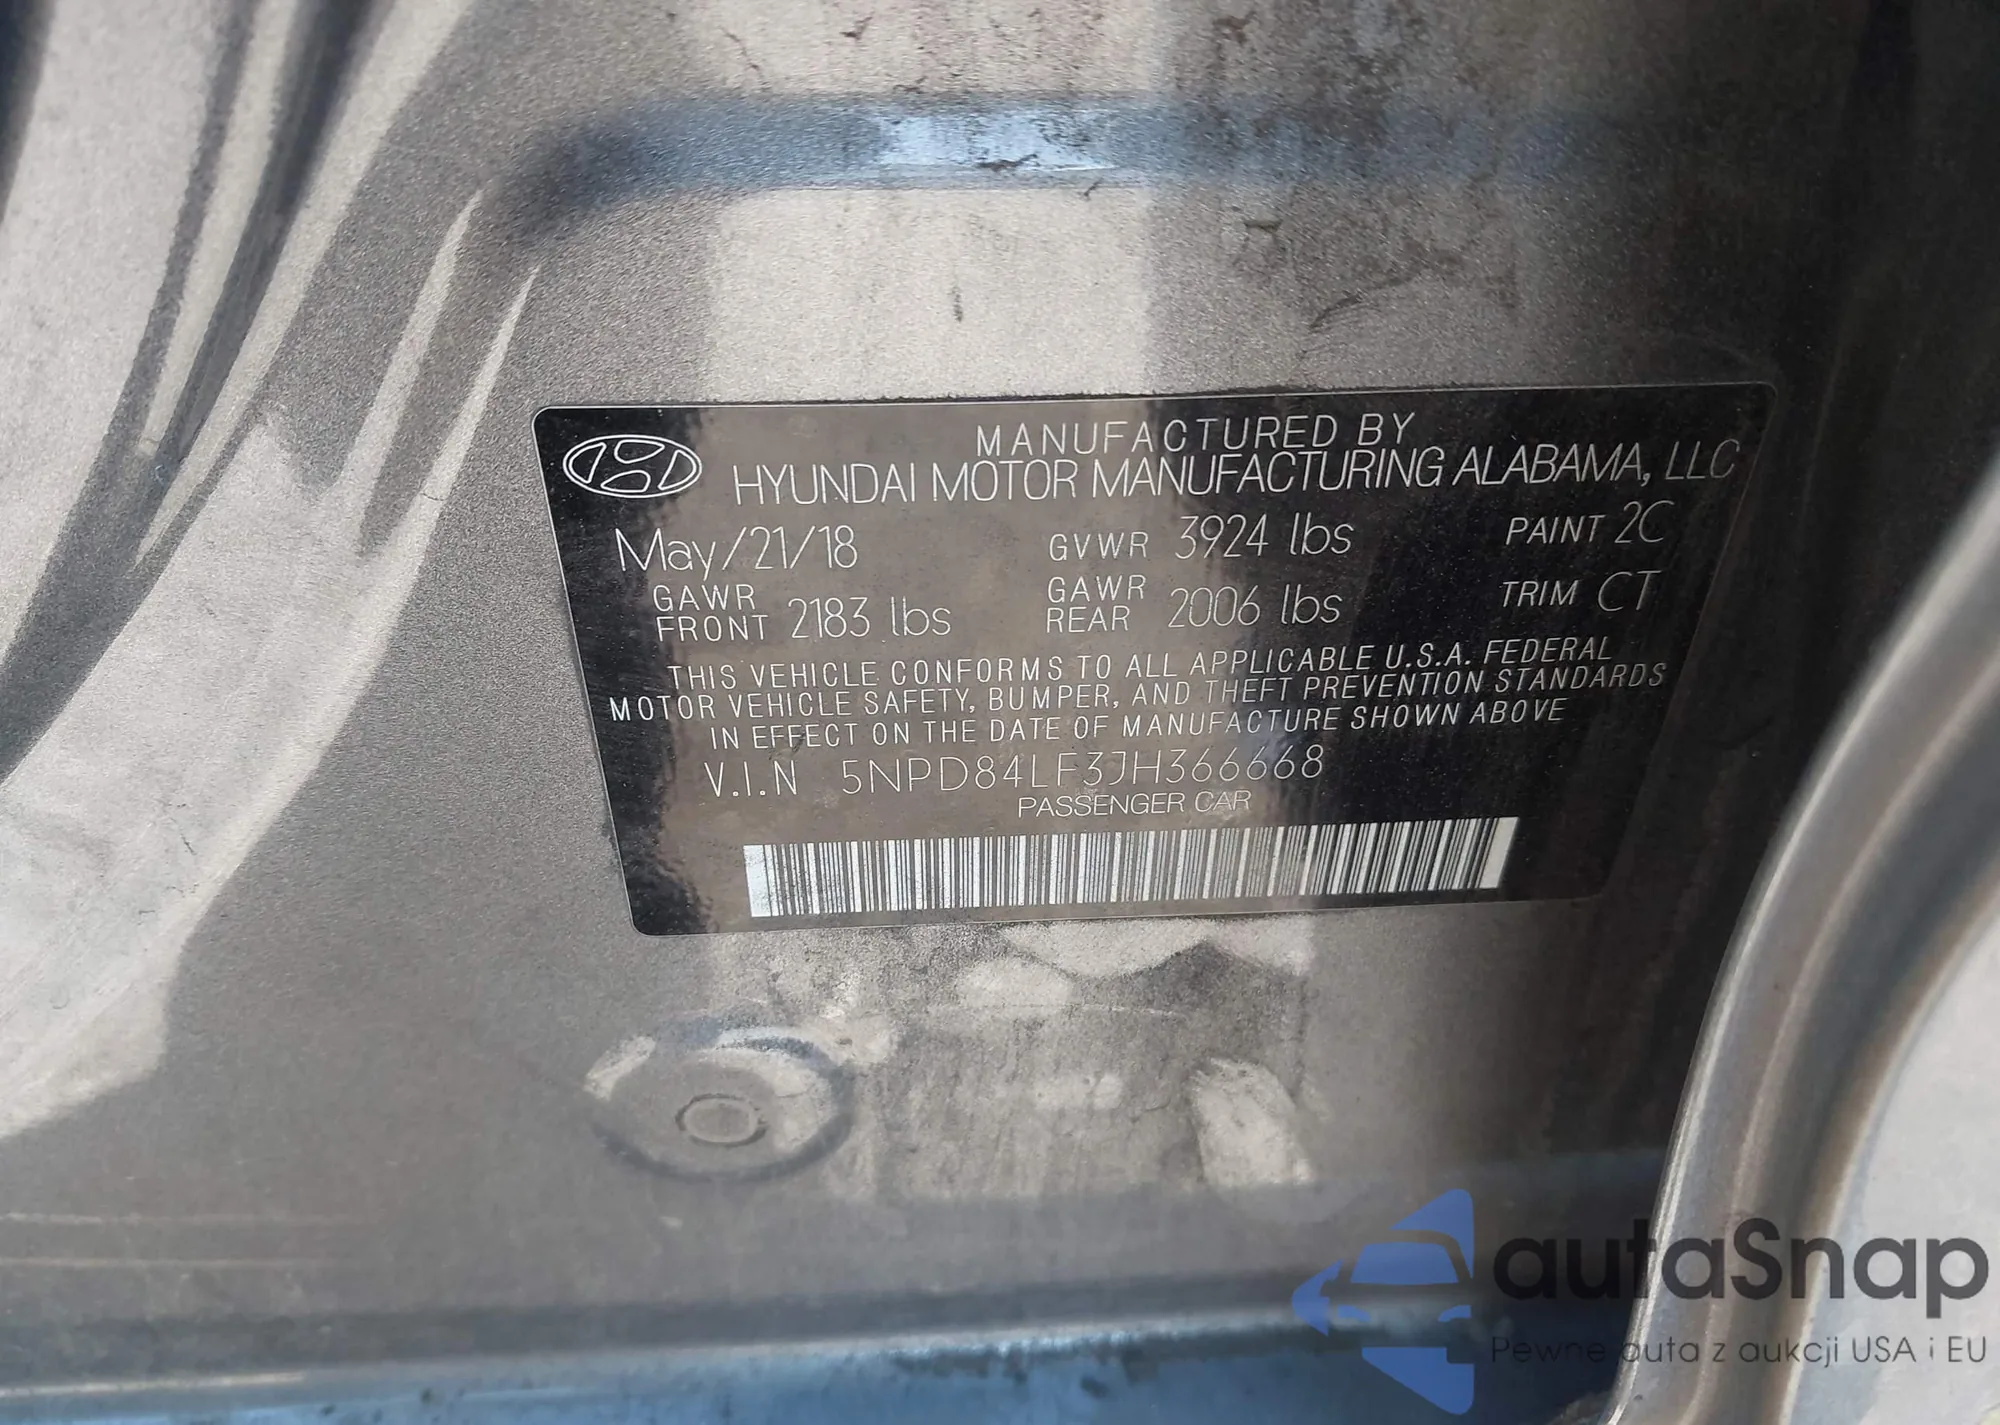 MANUFACTURED BY
HYUNDAI MOTOR MANUFACTURING ALABAMA, LLC
May/21/18 GVWR 3924 lbs PAINT 2C
GAWR FRONT 2183 lbs GAWR REAR 2006 lbs TRIM CT
THIS VEHICLE CONFORMS TO ALL APPLICABLE U.S.A. FEDERAL
MOTOR VEHICLE SAFETY, BUMPER, AND THEFT PREVENTION STANDARDS
IN EFFECT ON THE DATE OF MANUFACTURE SHOWN ABOVE
V.I.N 5NPD84LF3JH366668
PASSENGER CAR
autaSnap
Pewne auta z aukcji USA i EU